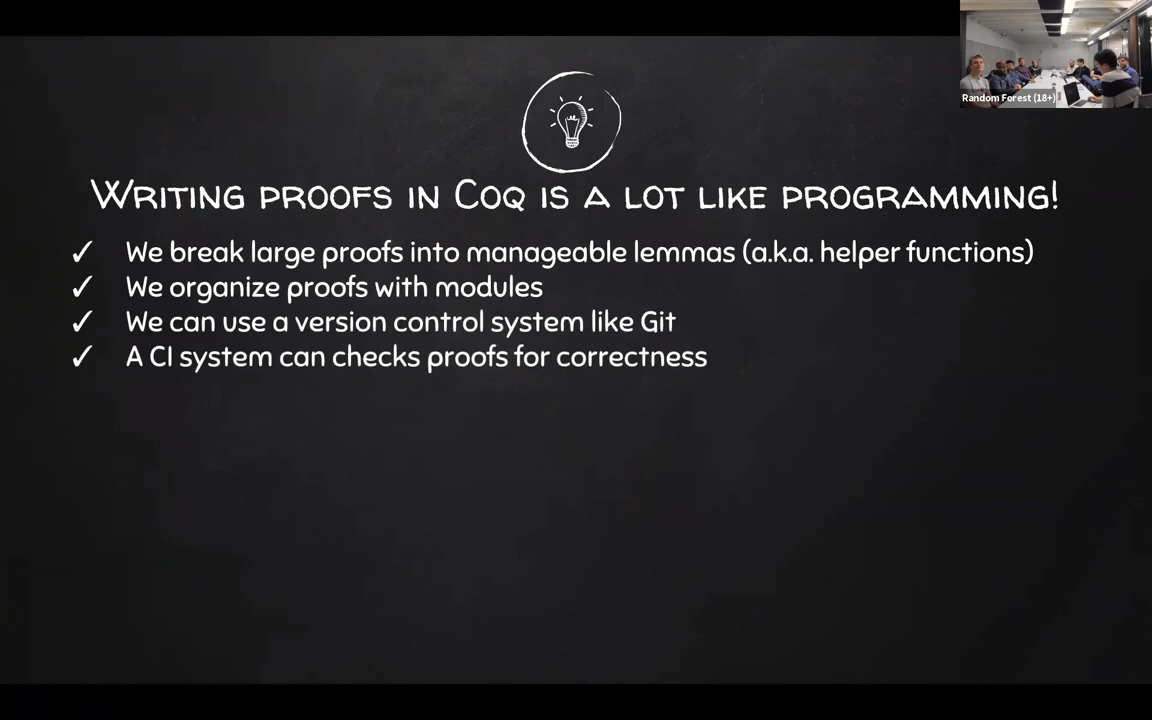 Random Forest (18+)
Writing proofs in Coq is a lot like programming!
✓ We break large proofs into manageable lemmas (a.k.a. helper functions)
✓ We organize proofs with modules
✓ We can use a version control system like Git
✓ A CI system can checks proofs for correctness